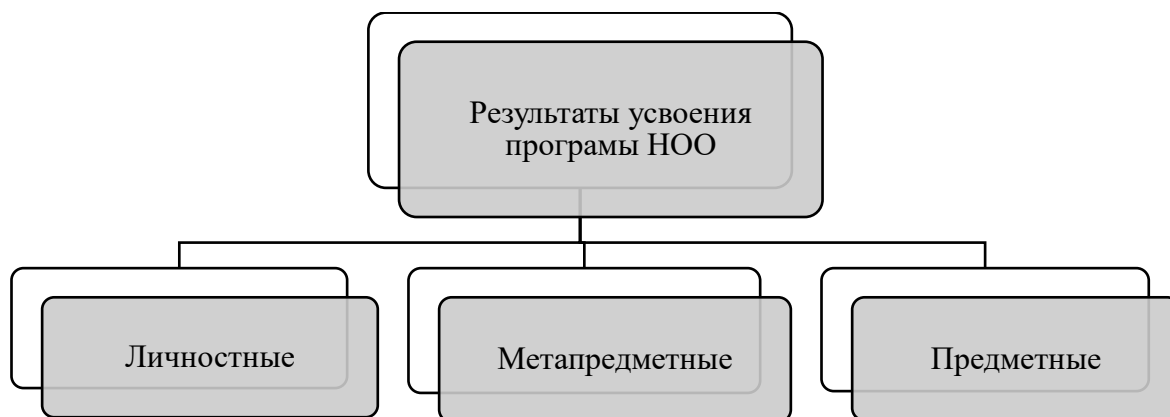 Результаты усвоения
програмы НОО
Личностные
Метапредметные
Предметные